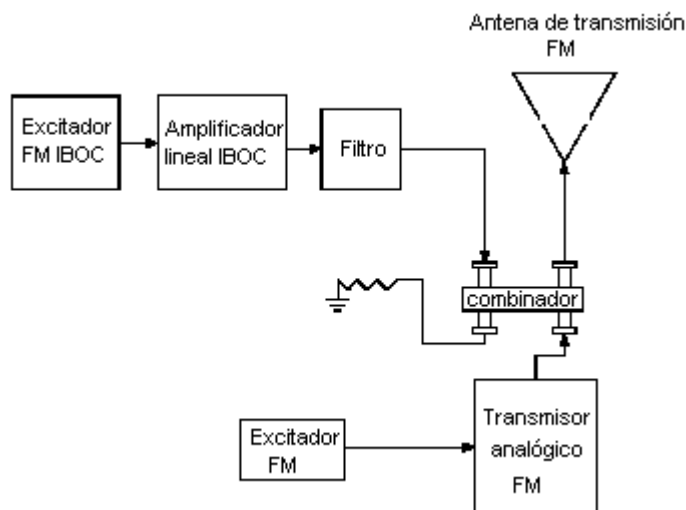 Antena de transmisión
FM
Excitador
FM IBOC
Amplificador
lineal IBOC
Filtro
combinador
Excitador
FM
Transmisor
analógico
FM